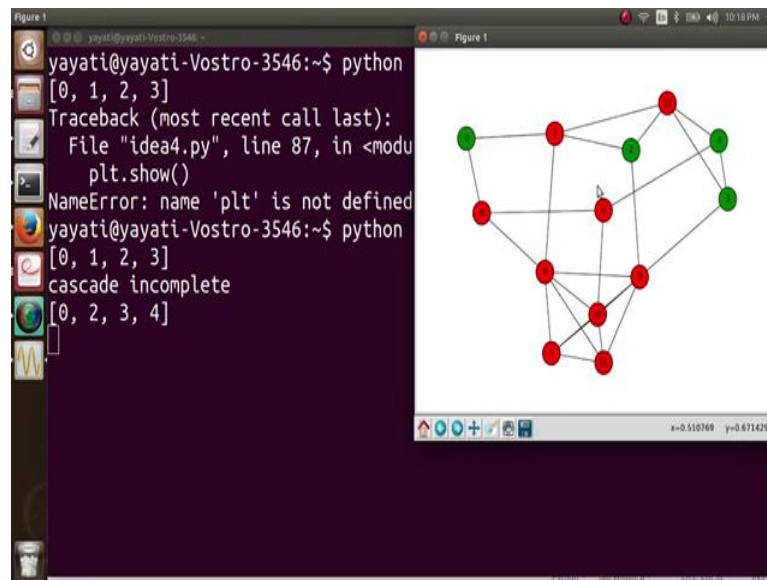 Figure 1
10:18 PM
yayati@yayati-Vostro-3546: ~
Figure 1
yayati@yayati-Vostro-3546:~$ python
[0, 1, 2, 3]
Traceback (most recent call last):
File "idea4.py", line 87, in <modu
plt.show()
NameError: name 'plt' is not defined
yayati@yayati-Vostro-3546:~$ python
[0, 1, 2, 3]
cascade incomplete
[0, 2, 3, 4]
x=0.510769 y=0.671429